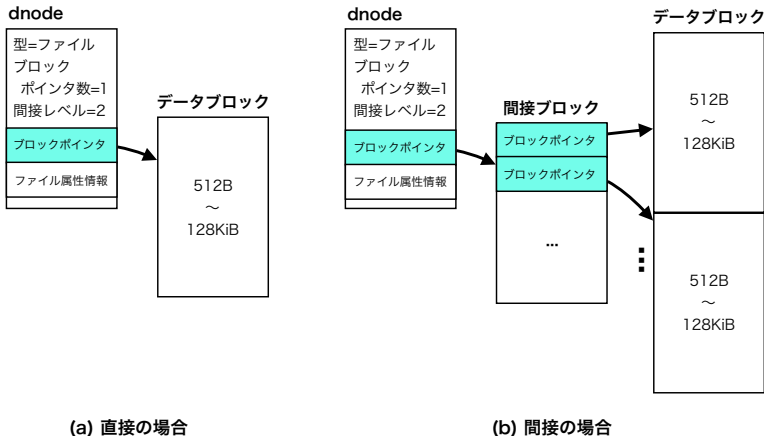 dnode
型=ファイル
ブロック
ポインタ数=1
間接レベル=2
ブロックポインタ
ファイル属性情報
データブロック
512B
〜
128KiB
(a) 直接の場合
dnode
型=ファイル
ブロック
ポインタ数=1
間接レベル=2
ブロックポインタ
ファイル属性情報
間接ブロック
ブロックポインタ
ブロックポインタ
...
データブロック
512B
〜
128KiB
⋮
512B
〜
128KiB
(b) 間接の場合